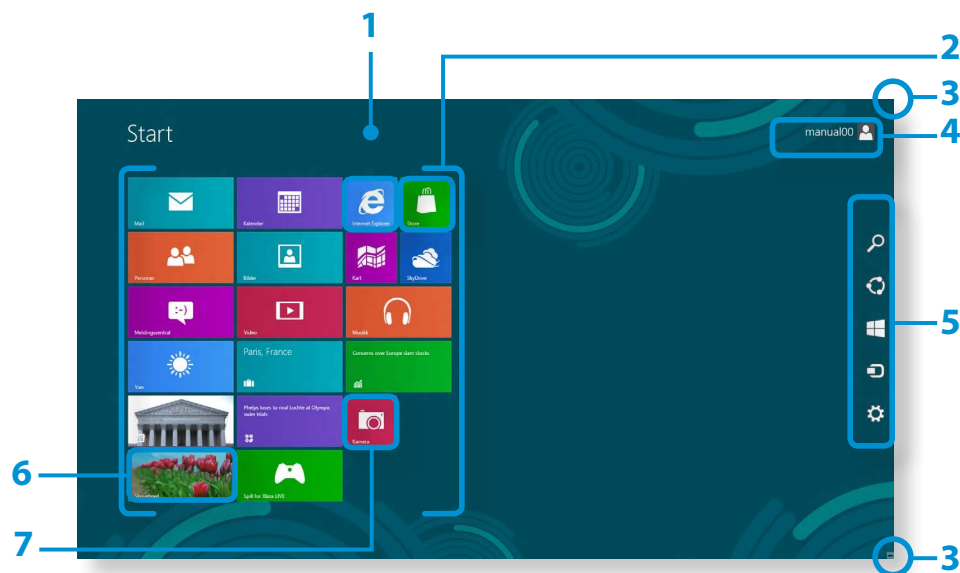 1
2
3
Start
manual00
4
Mail
Kalender
Internet Explorer
Store
Personer
Bilder
Kart
SkyDrive
5
Meldingssentral
Video
Musikk
Vær
Paris, France
Concerns over Europe slam stocks
Phelps loses to rival Lochte at Olympic
swim trials
Kamera
6
Skrivebord
Spill for Xbox LIVE
7
3